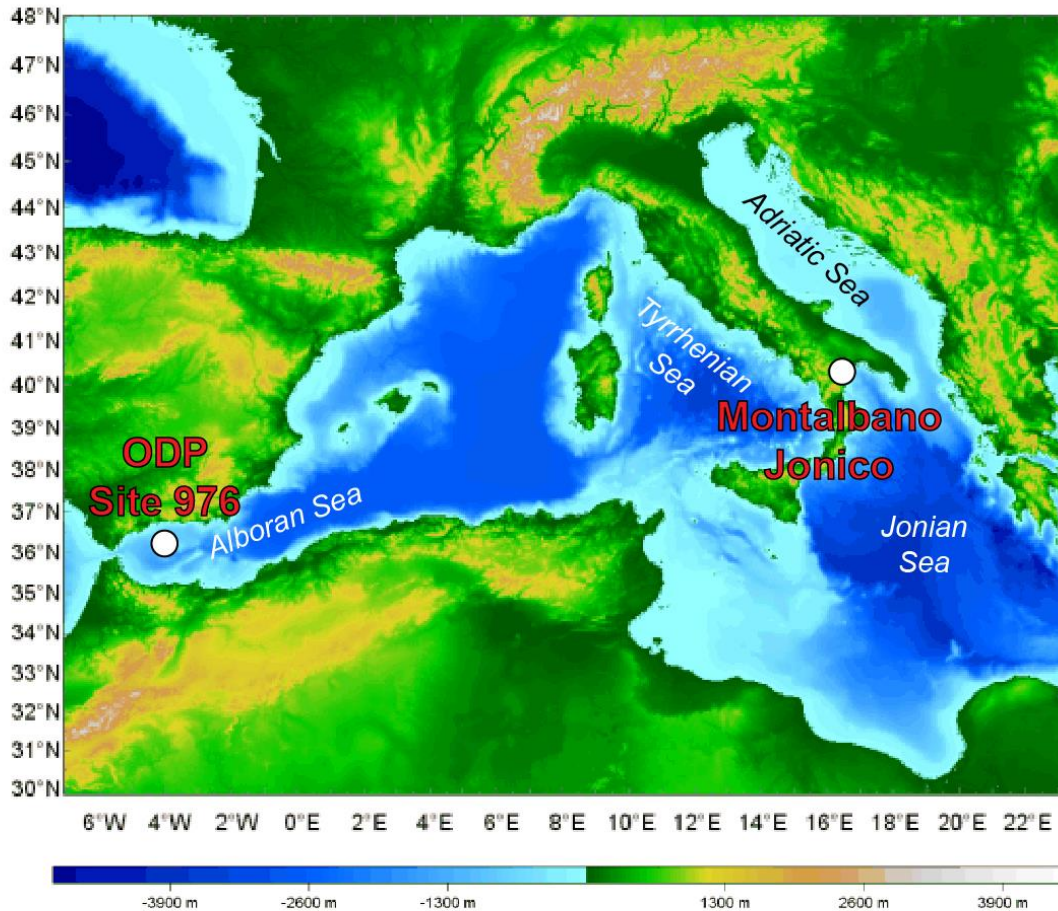 48°N
47°N
46°N
45°N
44°N
43°N
42°N
41°N
40°N
39°N
38°N
37°N
36°N
35°N
34°N
33°N
32°N
31°N
30°N
Adriatic Sea
Tyrrhenian
Sea
Montalbano
Jonico
ODP
Site 976
Alboran Sea
Jonian
Sea
6°W 4°W 2°W 0°E 2°E 4°E 6°E 8°E 10°E 12°E 14°E 16°E 18°E 20°E 22°E
-3900 m -2600 m -1300 m 1300 m 2600 m 3900 m